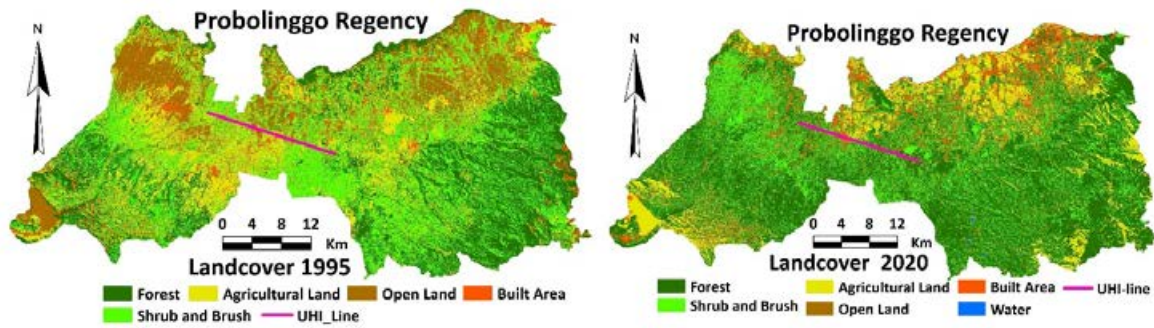 Probolinggo Regency
N
0 4 8 12
Km
Landcover 1995
Forest Agricultural Land Open Land Built Area
Shrub and Brush UHI_Line
Probolinggo Regency
N
0 4 8 12
Km
Landcover 2020
Forest Agricultural Land Built Area UHI-line
Shrub and Brush Open Land Water